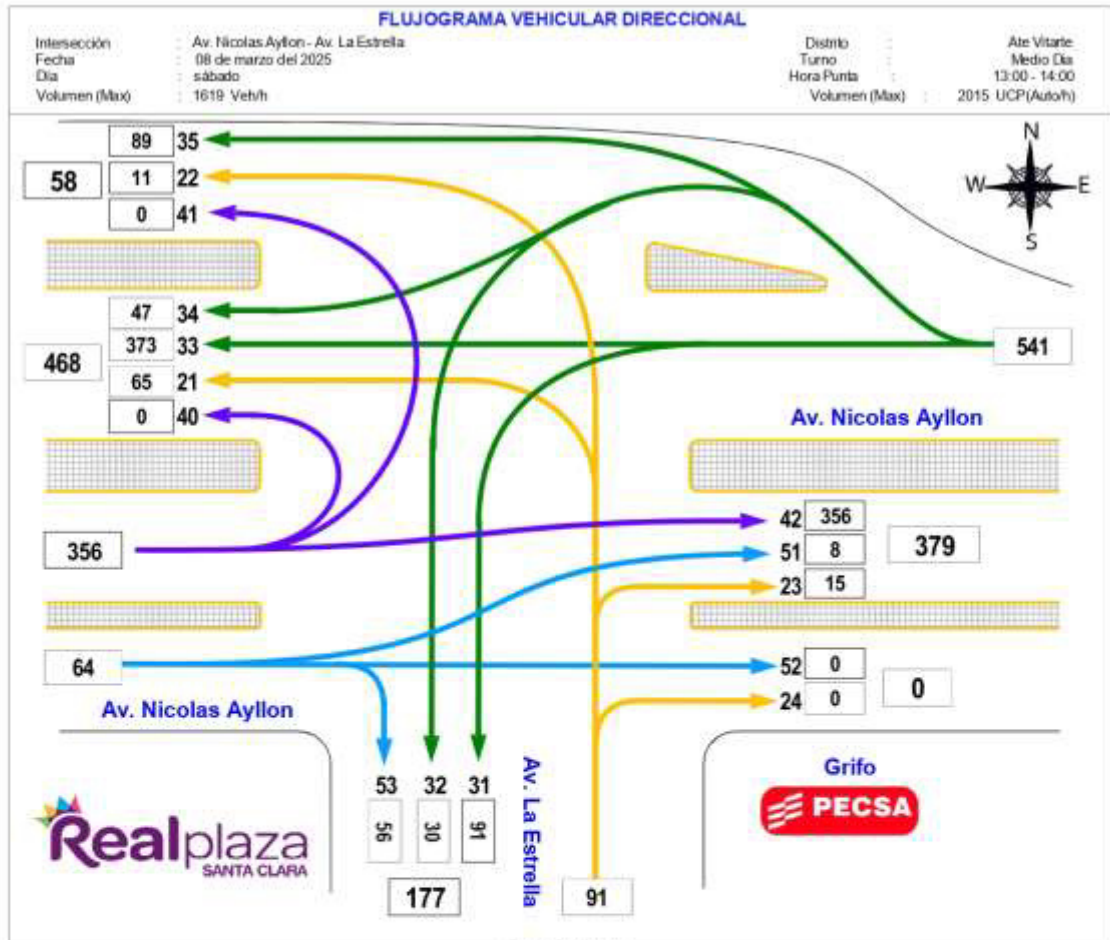 FLUJOGRAMA VEHICULAR DIRECCIONAL
Intersección : Av. Nicolas Ayllon - Av. La Estrella
Distrito : Ate Vitarte
Fecha : 08 de marzo del 2025
Turno : Medio Dia
Dia : sábado
Hora Punta : 13:00 - 14:00
Volumen (Max) : 1619 Veh/h
Volumen (Max) : 2015 UCP(Auto/h)
89 35
58
11 22
0 41
N
W E
S
47 34
373 33
468
65 21
0 40
541
Av. Nicolas Ayllon
356
42 356
51 8
379
23 15
64
52 0
0
24 0
Av. Nicolas Ayllon
53 32 31
56 30 91
177
Av. La Estrella
91
Grifo
PECSA
Realplaza
SANTA CLARA